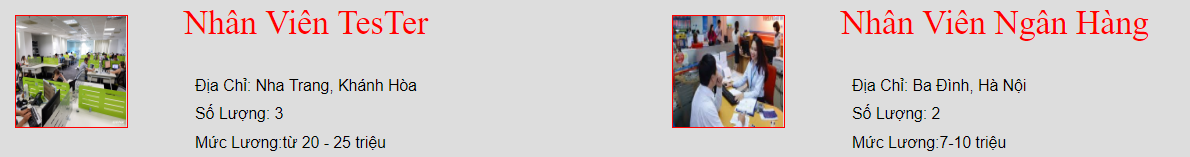 Nhân Viên TesTer
Địa Chỉ: Nha Trang, Khánh Hòa
Số Lượng: 3
Mức Lương:từ 20 - 25 triệu
Nhân Viên Ngân Hàng
Địa Chỉ: Ba Đình, Hà Nội
Số Lượng: 2
Mức Lương:7-10 triệu